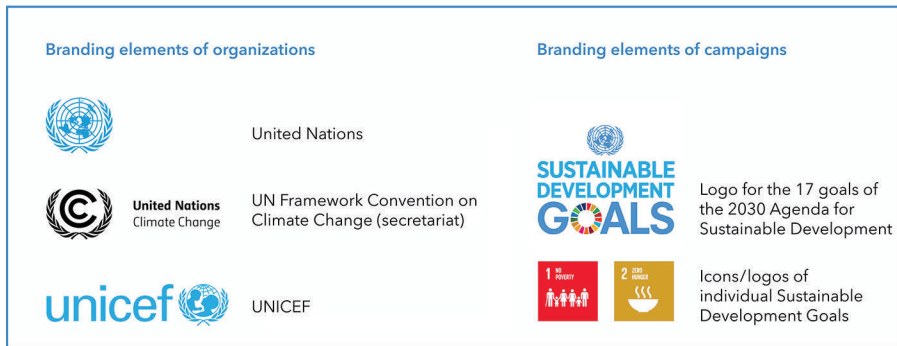 Branding elements of organizations
United Nations
United Nations
Climate Change
UN Framework Convention on
Climate Change (secretariat)
unicef
UNICEF
Branding elements of campaigns
SUSTAINABLE
DEVELOPMENT
GOALS
Logo for the 17 goals of
the 2030 Agenda for
Sustainable Development
1 NO
POVERTY
2 ZERO
HUNGER
Icons/logos of
individual Sustainable
Development Goals